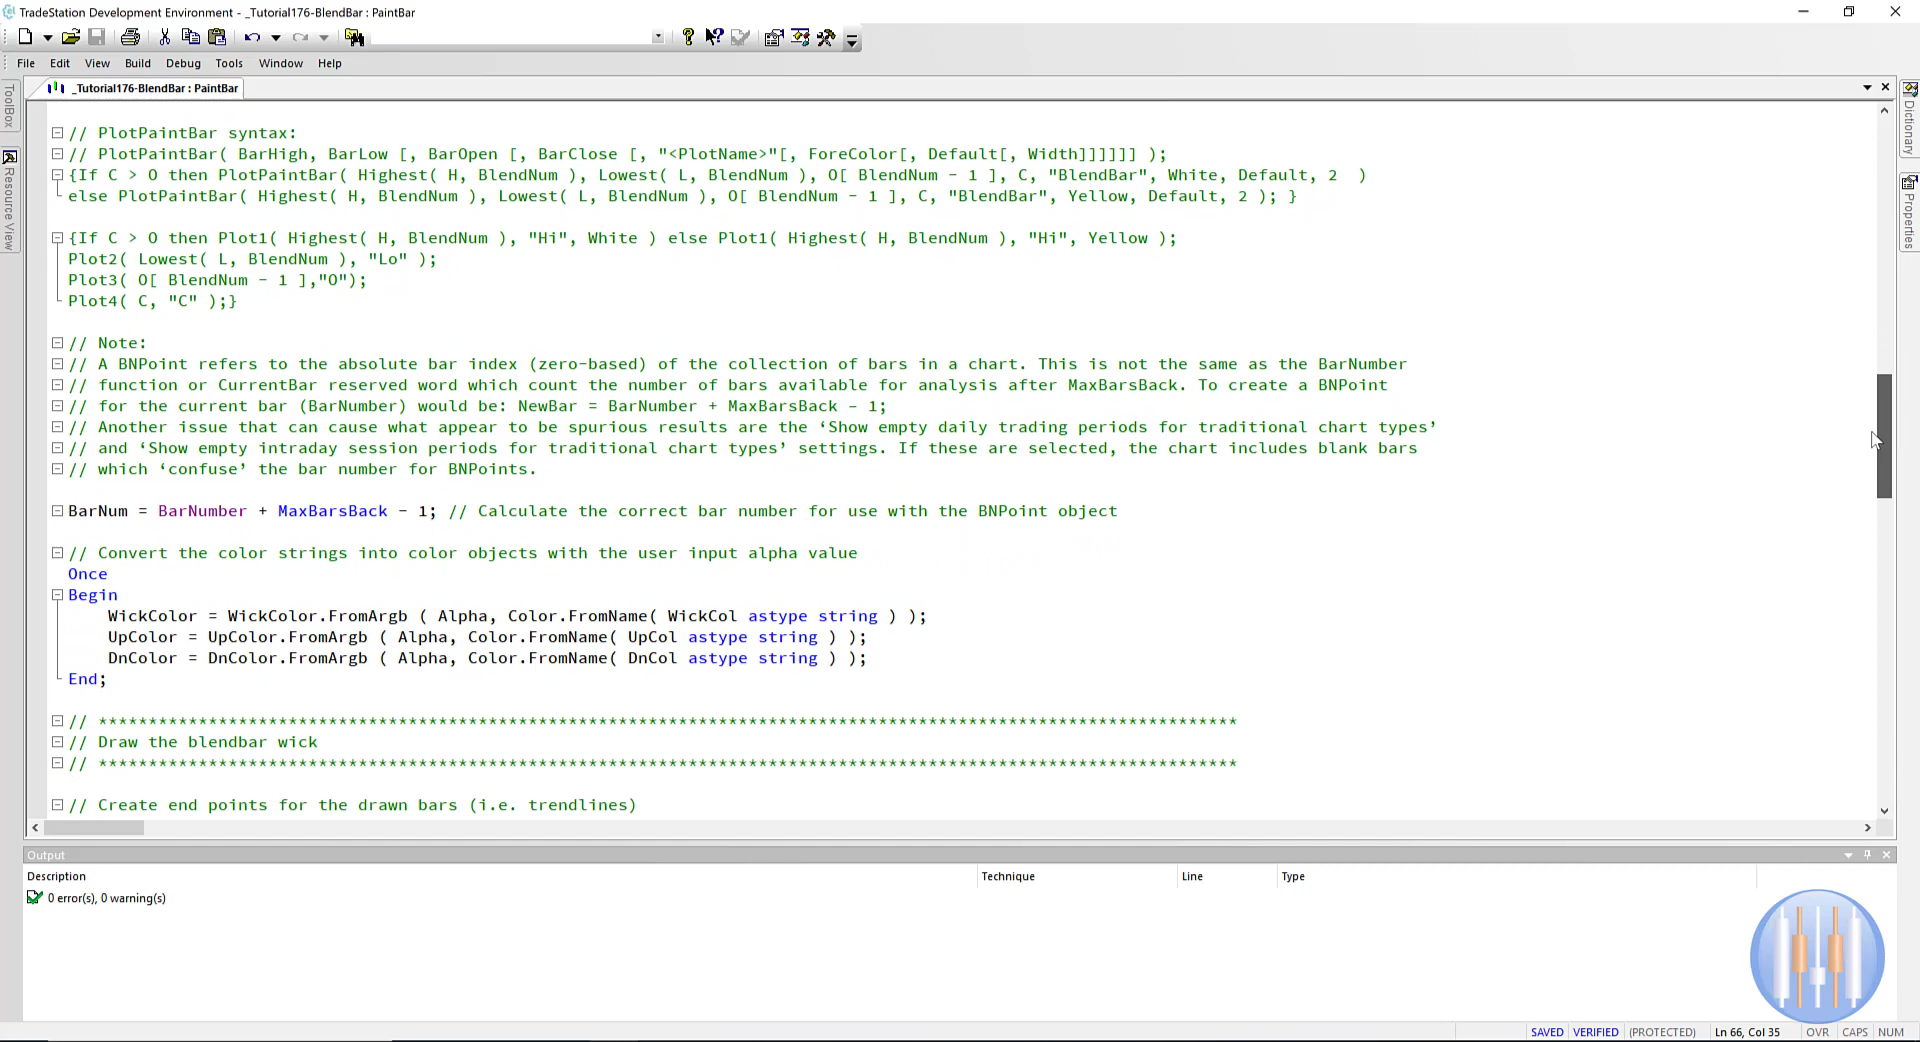 TradeStation Development Environment - _Tutorial176-BlendBar : PaintBar
File Edit View Build Debug Tools Window Help
_Tutorial176-BlendBar : PaintBar
ToolBox
Resource View
Dictionary
Properties
// PlotPaintBar syntax:
// PlotPaintBar( BarHigh, BarLow [, BarOpen [, BarClose [, "<PlotName>"[, ForeColor[, Default[, Width]]]]]] );
{If C > O then PlotPaintBar( Highest( H, BlendNum ), Lowest( L, BlendNum ), O[ BlendNum - 1 ], C, "BlendBar", White, Default, 2  )
else PlotPaintBar( Highest( H, BlendNum ), Lowest( L, BlendNum ), O[ BlendNum - 1 ], C, "BlendBar", Yellow, Default, 2 ); }
{If C > O then Plot1( Highest( H, BlendNum ), "Hi", White ) else Plot1( Highest( H, BlendNum ), "Hi", Yellow );
Plot2( Lowest( L, BlendNum ), "Lo" );
Plot3( O[ BlendNum - 1 ],"O");
Plot4( C, "C" );}
// Note:
// A BNPoint refers to the absolute bar index (zero-based) of the collection of bars in a chart. This is not the same as the BarNumber
// function or CurrentBar reserved word which count the number of bars available for analysis after MaxBarsBack. To create a BNPoint
// for the current bar (BarNumber) would be: NewBar = BarNumber + MaxBarsBack - 1;
// Another issue that can cause what appear to be spurious results are the ‘Show empty daily trading periods for traditional chart types’
// and ‘Show empty intraday session periods for traditional chart types’ settings. If these are selected, the chart includes blank bars
// which ‘confuse’ the bar number for BNPoints.
BarNum = BarNumber + MaxBarsBack - 1; // Calculate the correct bar number for use with the BNPoint object
// Convert the color strings into color objects with the user input alpha value
Once
Begin
WickColor = WickColor.FromArgb ( Alpha, Color.FromName( WickCol astype string ) );
UpColor = UpColor.FromArgb ( Alpha, Color.FromName( UpCol astype string ) );
DnColor = DnColor.FromArgb ( Alpha, Color.FromName( DnCol astype string ) );
End;
// ******************************************************************************************************************
// Draw the blendbar wick
// ******************************************************************************************************************
// Create end points for the drawn bars (i.e. trendlines)
Output
Description Technique Line Type
0 error(s), 0 warning(s)
SAVED VERIFIED (PROTECTED) Ln 66, Col 35 OVR CAPS NUM